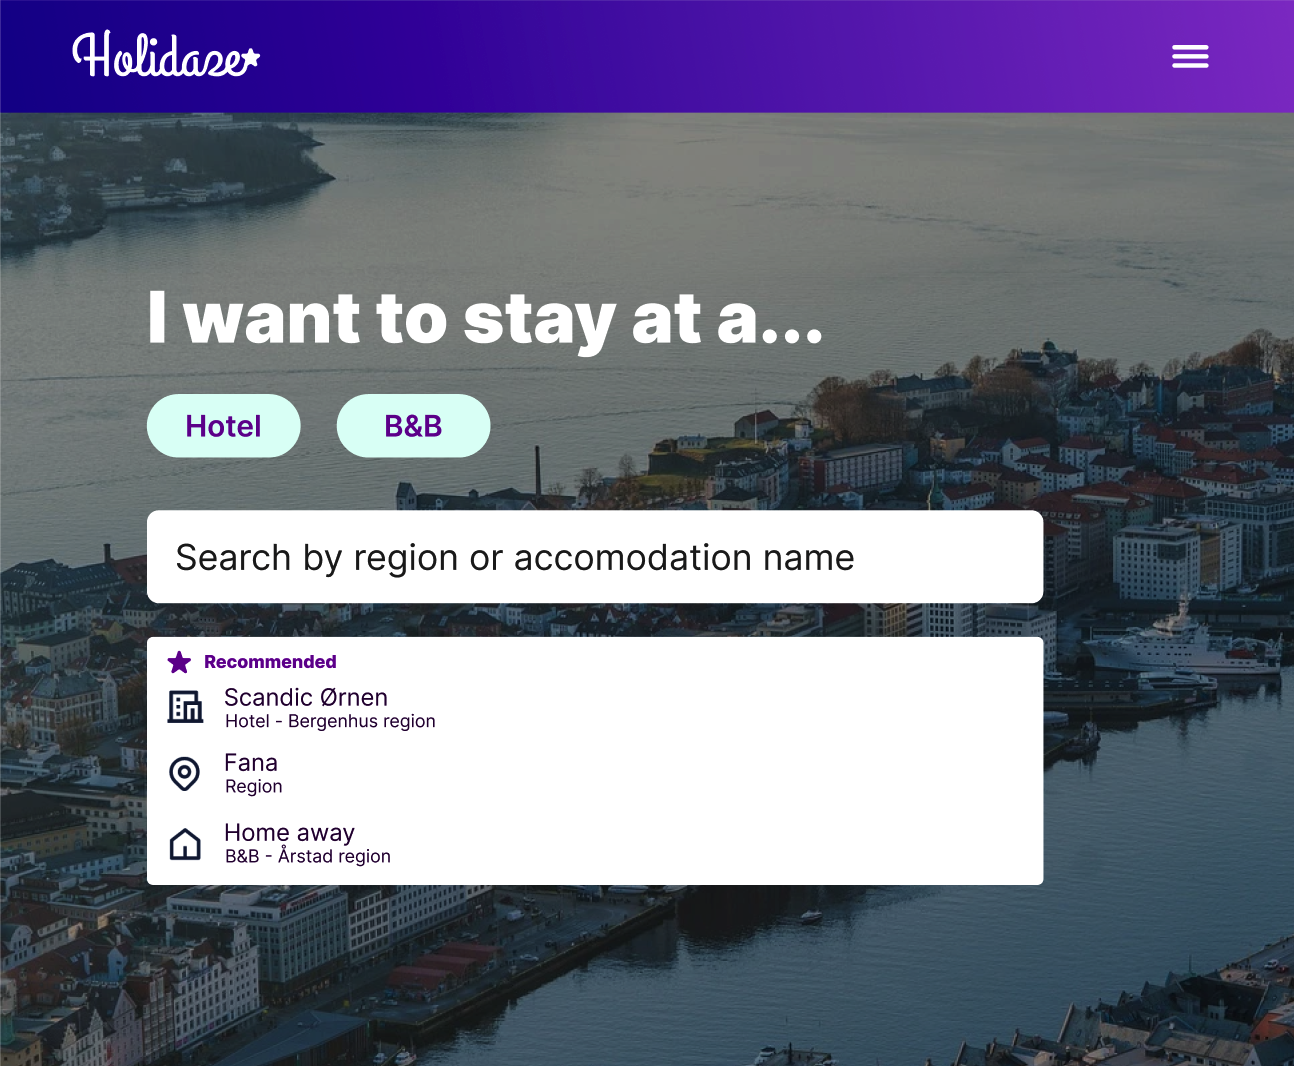 Holidaze
I want to stay at a...
Hotel
B&B
Search by region or accomodation name
Recommended
Scandic Ørnen
Hotel - Bergenhus region
Fana
Region
Home away
B&B - Årstad region